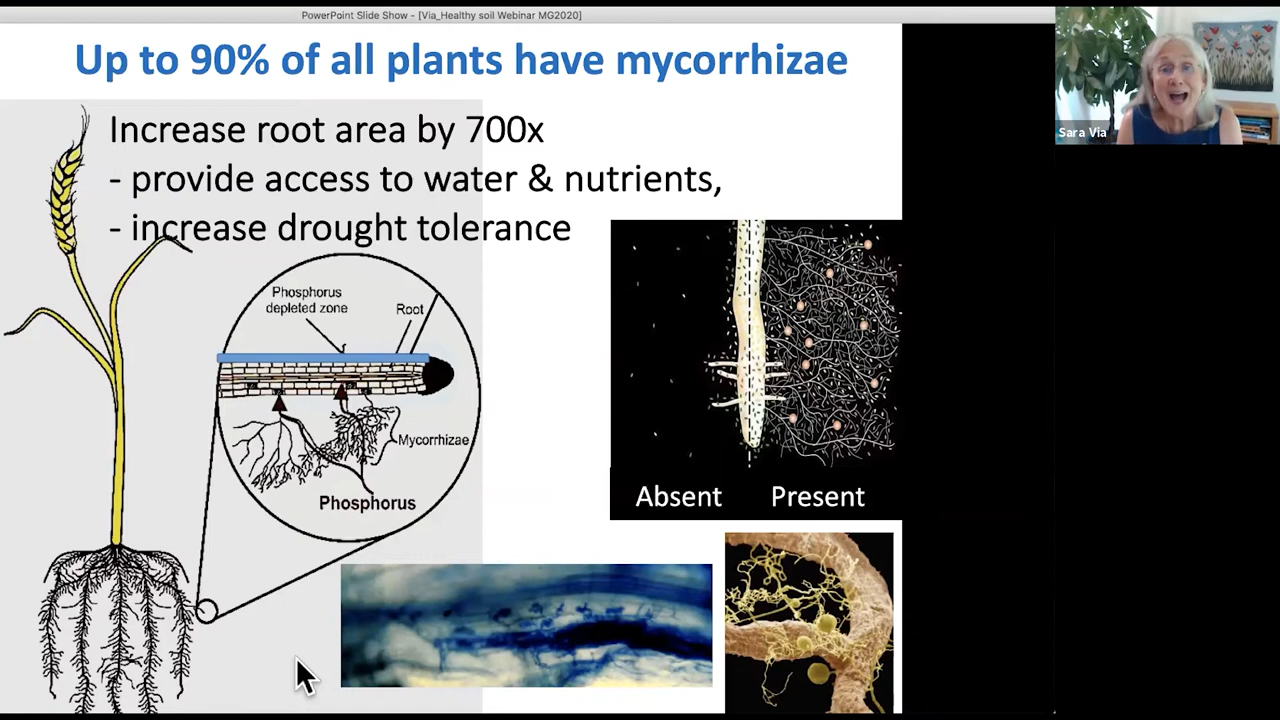 PowerPoint Slide Show - [Via_Healthy soil Webinar MG2020]
Up to 90% of all plants have mycorrhizae
Increase root area by 700x
- provide access to water & nutrients,
- increase drought tolerance
Phosphorus
depleted zone
Root
Mycorrhizae
Phosphorus
Absent
Present
Sara Via